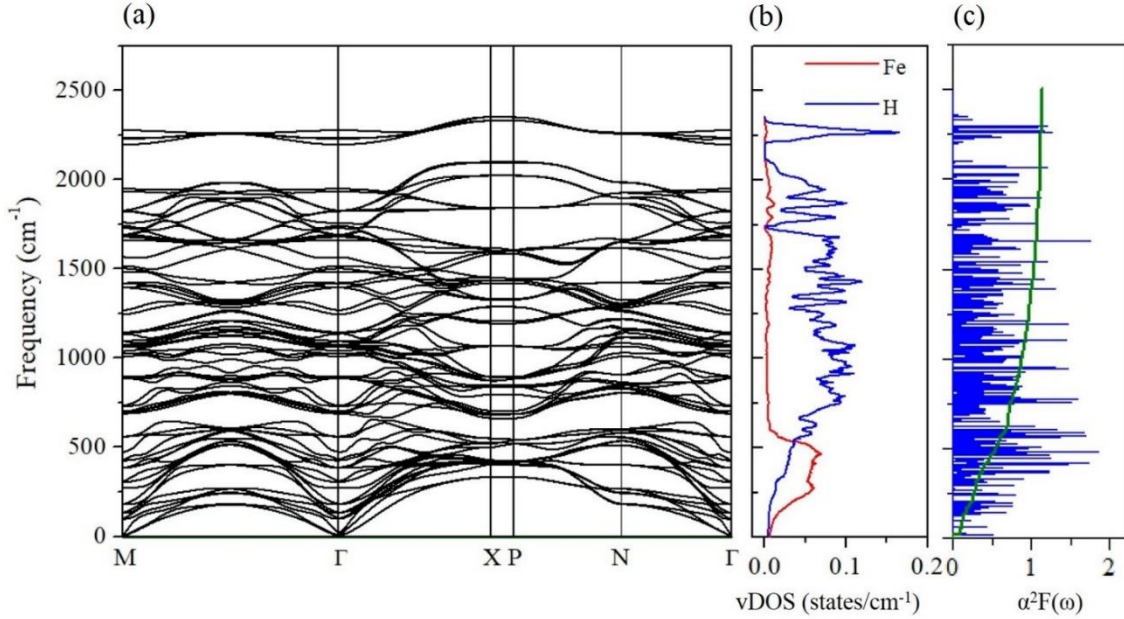 (a)
(b)
(c)
2500
2000
1500
1000
500
0
Frequency (cm⁻¹)
M Γ X P N Γ
Fe
H
0.0 0.1 0.2
vDOS (states/cm⁻¹)
0 1 2
α²F(ω)